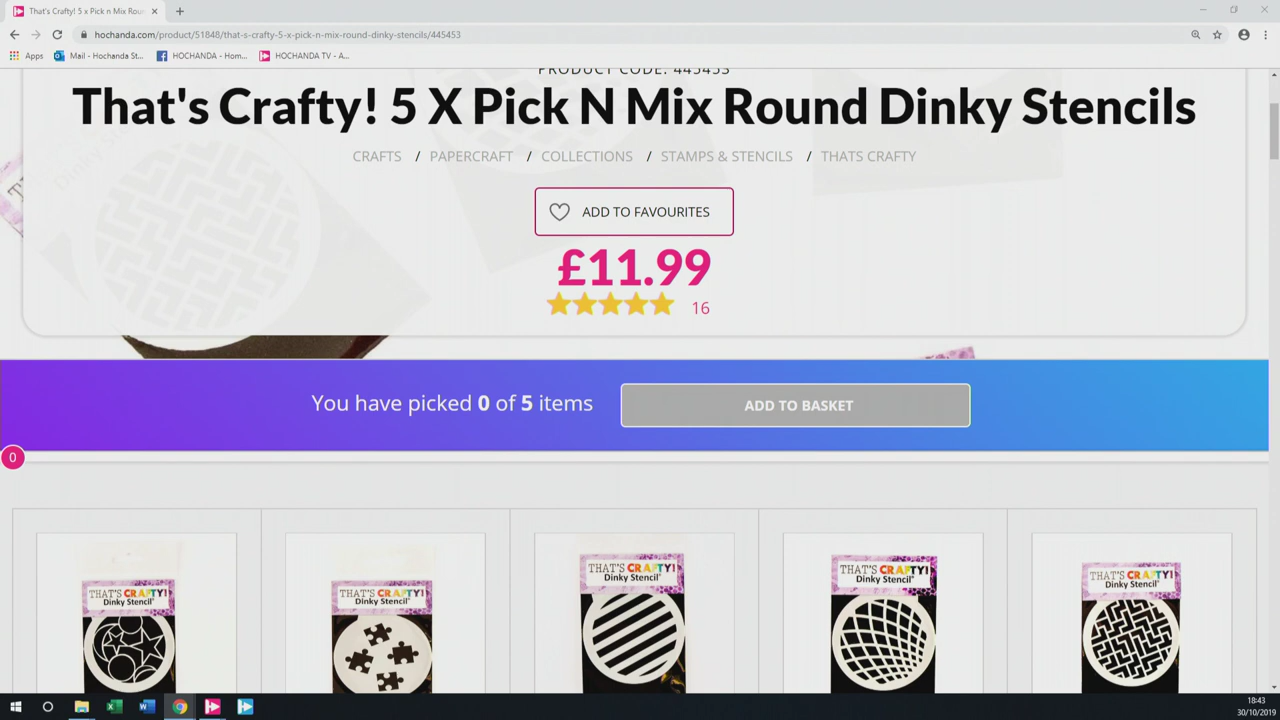 That's Crafty! 5 x Pick n Mix Rou
hochanda.com/product/51848/that-s-crafty-5-x-pick-n-mix-round-dinky-stencils/445453
Apps
Mail - Hochanda St...
HOCHANDA - Hom...
HOCHANDA TV - A...
PRODUCT CODE: 445453
That's Crafty! 5 X Pick N Mix Round Dinky Stencils
CRAFTS / PAPERCRAFT / COLLECTIONS / STAMPS & STENCILS / THATS CRAFTY
ADD TO FAVOURITES
£11.99
16
You have picked 0 of 5 items
ADD TO BASKET
0
THAT'S CRAFTY!
Dinky Stencil
THAT'S CRAFTY!
Dinky Stencil
THAT'S CRAFTY!
Dinky Stencil
THAT'S CRAFTY!
Dinky Stencil
THAT'S CRAFTY!
Dinky Stencil
18:43
30/10/2019